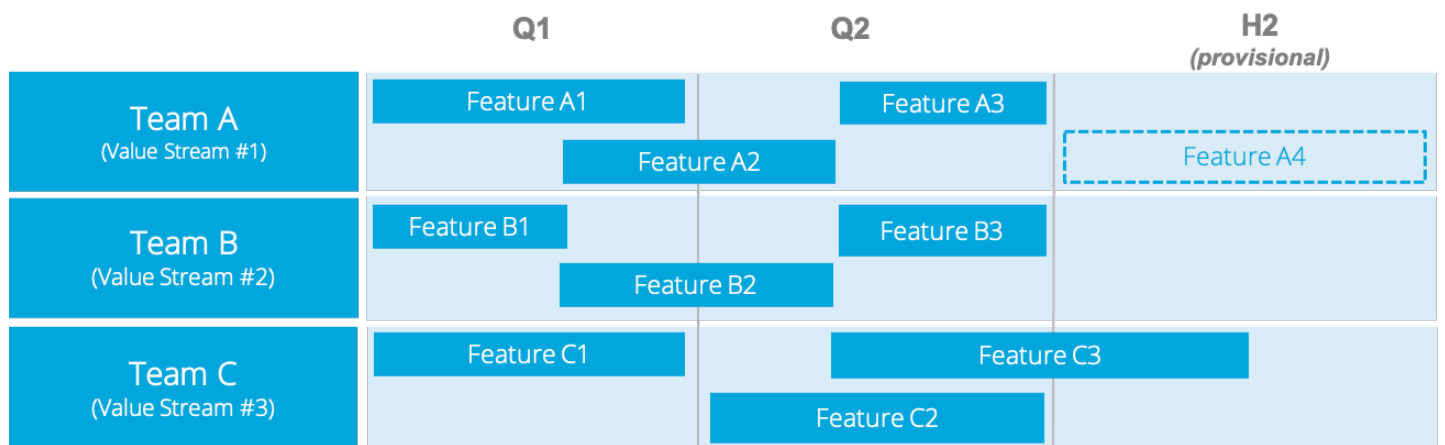 Q1
Q2
H2
(provisional)
Team A
(Value Stream #1)
Feature A1
Feature A3
Feature A2
Feature A4
Team B
(Value Stream #2)
Feature B1
Feature B3
Feature B2
Team C
(Value Stream #3)
Feature C1
Feature C3
Feature C2